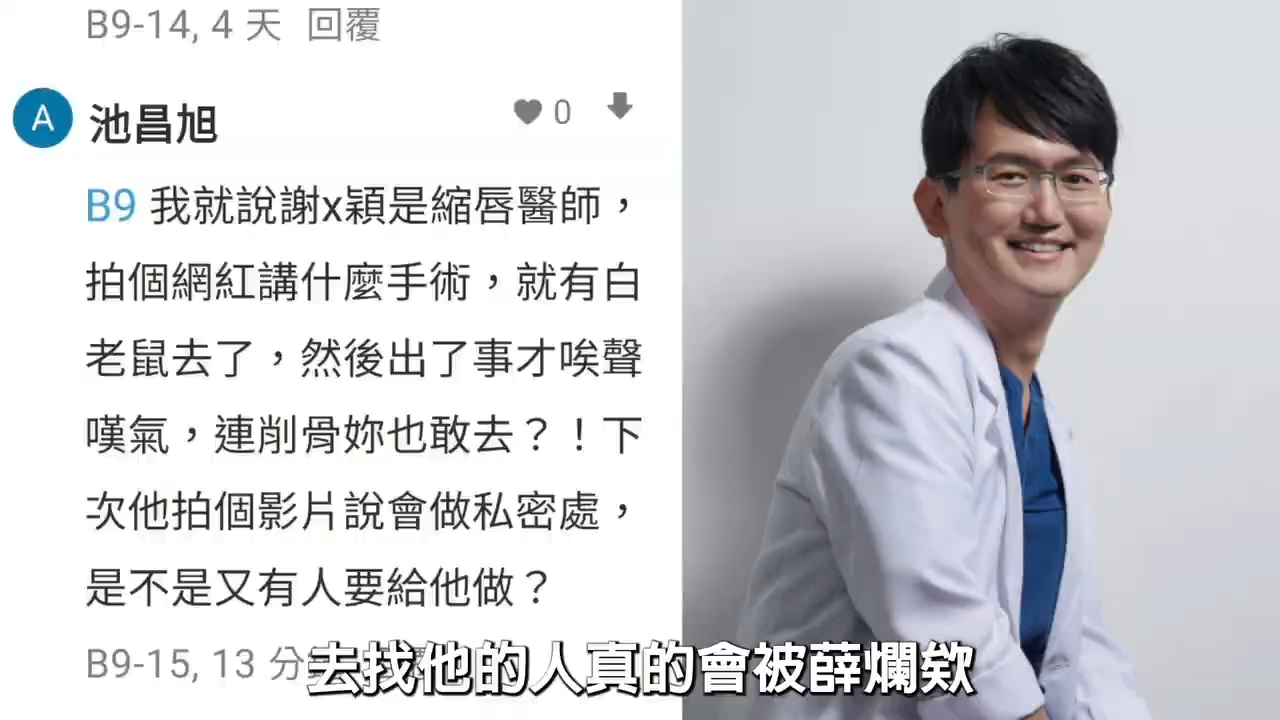 B9-14, 4 天 回覆
A 池昌旭 0
B9 我就說謝x穎是縮唇醫師，
拍個網紅講什麼手術，就有白
老鼠去了，然後出了事才唉聲
嘆氣，連削骨妳也敢去？！下
次他拍個影片說會做私密處，
是不是又有人要給他做？
B9-15, 13 分
去找他的人真的會被薛爛欸